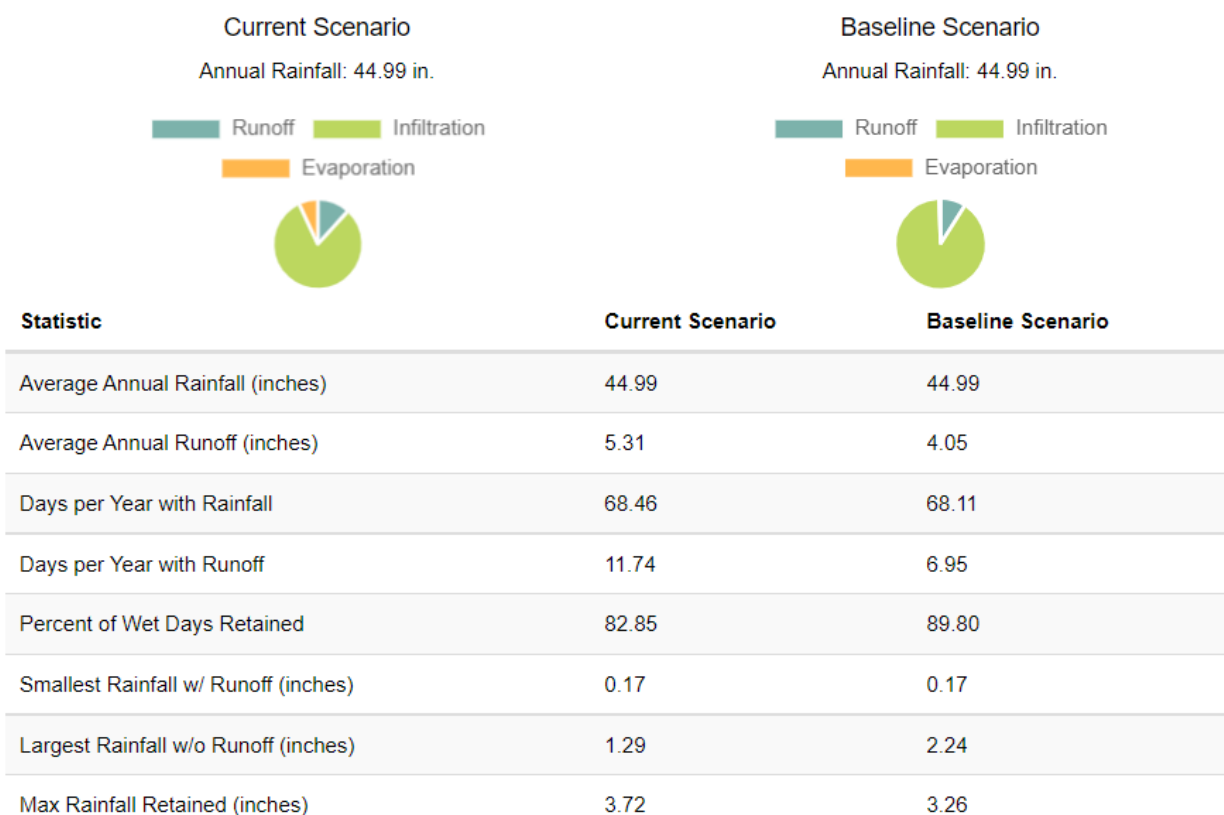 Current Scenario Baseline Scenario
Annual Rainfall: 44.99 in. Annual Rainfall: 44.99 in.
Runoff Infiltration Runoff Infiltration
Evaporation Evaporation
Statistic Current Scenario Baseline Scenario
Average Annual Rainfall (inches) 44.99 44.99
Average Annual Runoff (inches) 5.31 4.05
Days per Year with Rainfall 68.46 68.11
Days per Year with Runoff 11.74 6.95
Percent of Wet Days Retained 82.85 89.80
Smallest Rainfall w/ Runoff (inches) 0.17 0.17
Largest Rainfall w/o Runoff (inches) 1.29 2.24
Max Rainfall Retained (inches) 3.72 3.26